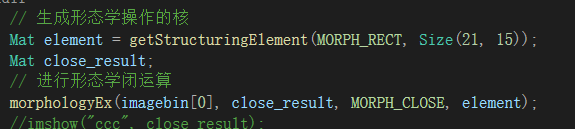 // 生成形态学操作的核
Mat element = getStructuringElement(MORPH_RECT, Size(21, 15));
Mat close_result;
// 进行形态学闭运算
morphologyEx(imagebin[0], close_result, MORPH_CLOSE, element);
//imshow("ccc", close_result);